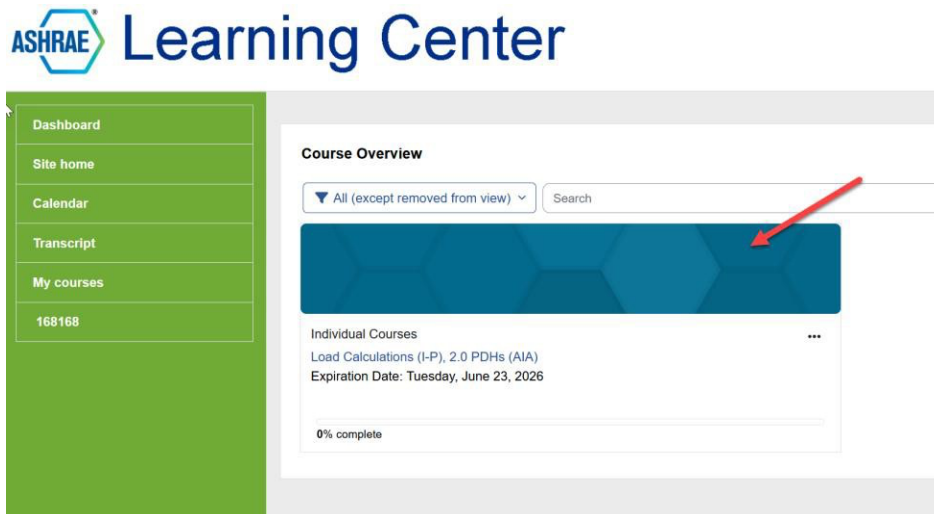 ASHRAE Learning Center
Dashboard
Site home
Calendar
Transcript
My courses
168168
Course Overview
All (except removed from view)
Search
Individual Courses
Load Calculations (I-P), 2.0 PDHs (AIA)
Expiration Date: Tuesday, June 23, 2026
0% complete